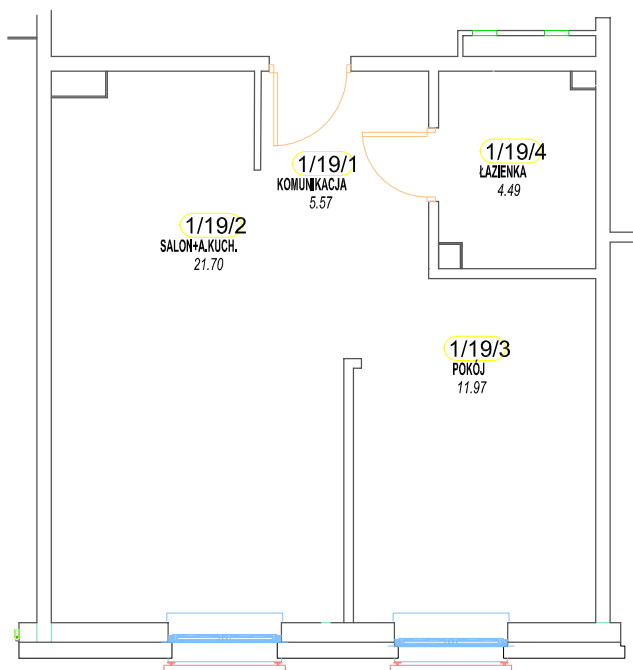 1/19/1
KOMUNIKACJA
5.57
1/19/4
ŁAZIENKA
4.49
1/19/2
SALON+A.KUCH.
21.70
1/19/3
POKÓJ
11.97